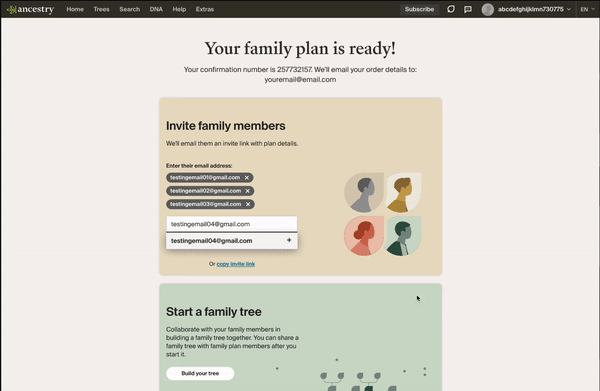 ancestry Home Trees Search DNA Help Extras Subscribe abcdefghijklmn730775 EN
Your family plan is ready!
Your confirmation number is 257732157. We'll email your order details to:
youremail@email.com
Invite family members
We'll email them an invite link with plan details.
Enter their email address:
testingemail01@gmail.com ✕
testingemail02@gmail.com ✕
testingemail03@gmail.com ✕
testingemail04@gmail.com
testingemail04@gmail.com +
Or copy invite link
Start a family tree
Collaborate with your family members in
building a family tree together. You can share a
family tree with family plan members after you
start it.
Build your tree